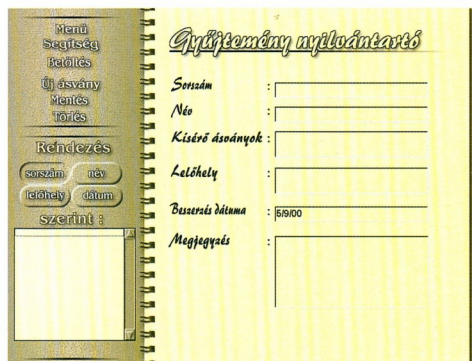 Menü
Segítség
Betöltés
Új ásvány
Mentés
Törlés
Rendezés
sorszám
név
lelőhely
dátum
szerint :
Gyűjtemény nyilvántartó
Sorszám :
Név :
Kísérő ásványok :
Lelőhely :
Beszerzés dátuma : 5/9/00
Megjegyzés :